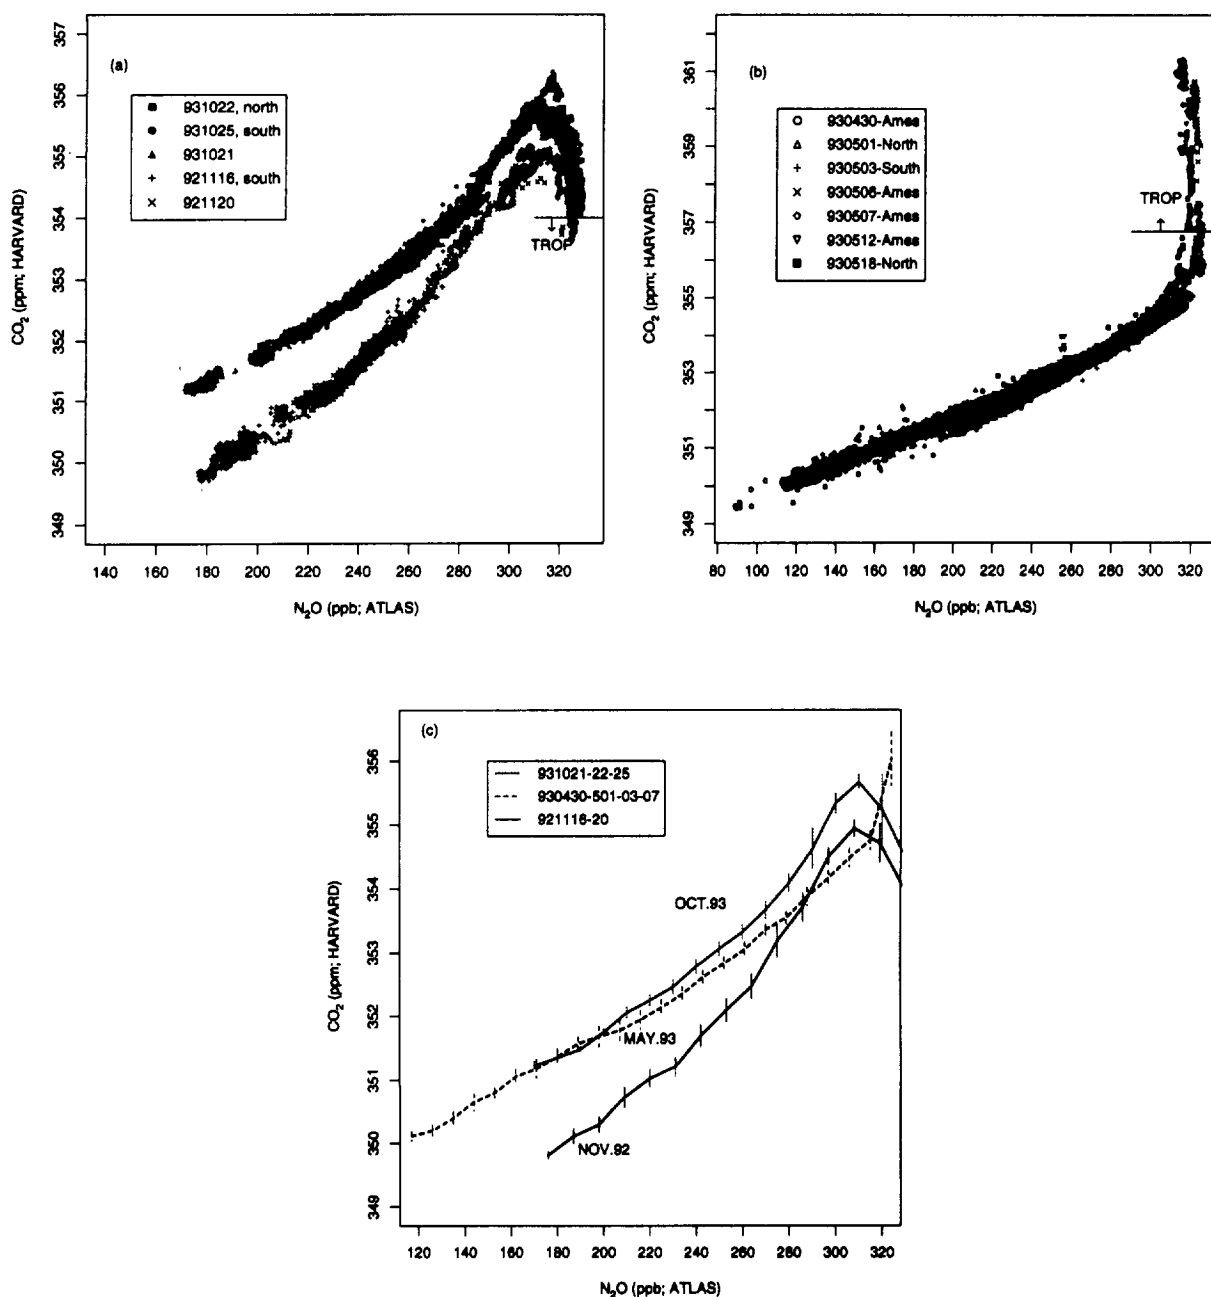 (a)
931022, north
931025, south
931021
921116, south
921120
TROP
357
356
355
354
353
352
351
350
349
CO2 (ppm; HARVARD)
140 180 200 220 240 260 280 300 320
N2O (ppb; ATLAS)
(b)
930430-Ames
930501-North
930503-South
930506-Ames
930507-Ames
930512-Ames
930518-North
TROP
361
359
357
355
353
351
349
CO2 (ppm; HARVARD)
80 100 120 140 160 180 200 220 240 260 280 300 320
N2O (ppb; ATLAS)
(c)
931021-22-25
930430-501-03-07
921116-20
OCT.93
MAY.93
NOV.92
356
355
354
353
352
351
350
349
CO2 (ppm; HARVARD)
120 140 160 180 200 220 240 260 280 300 320
N2O (ppb; ATLAS)